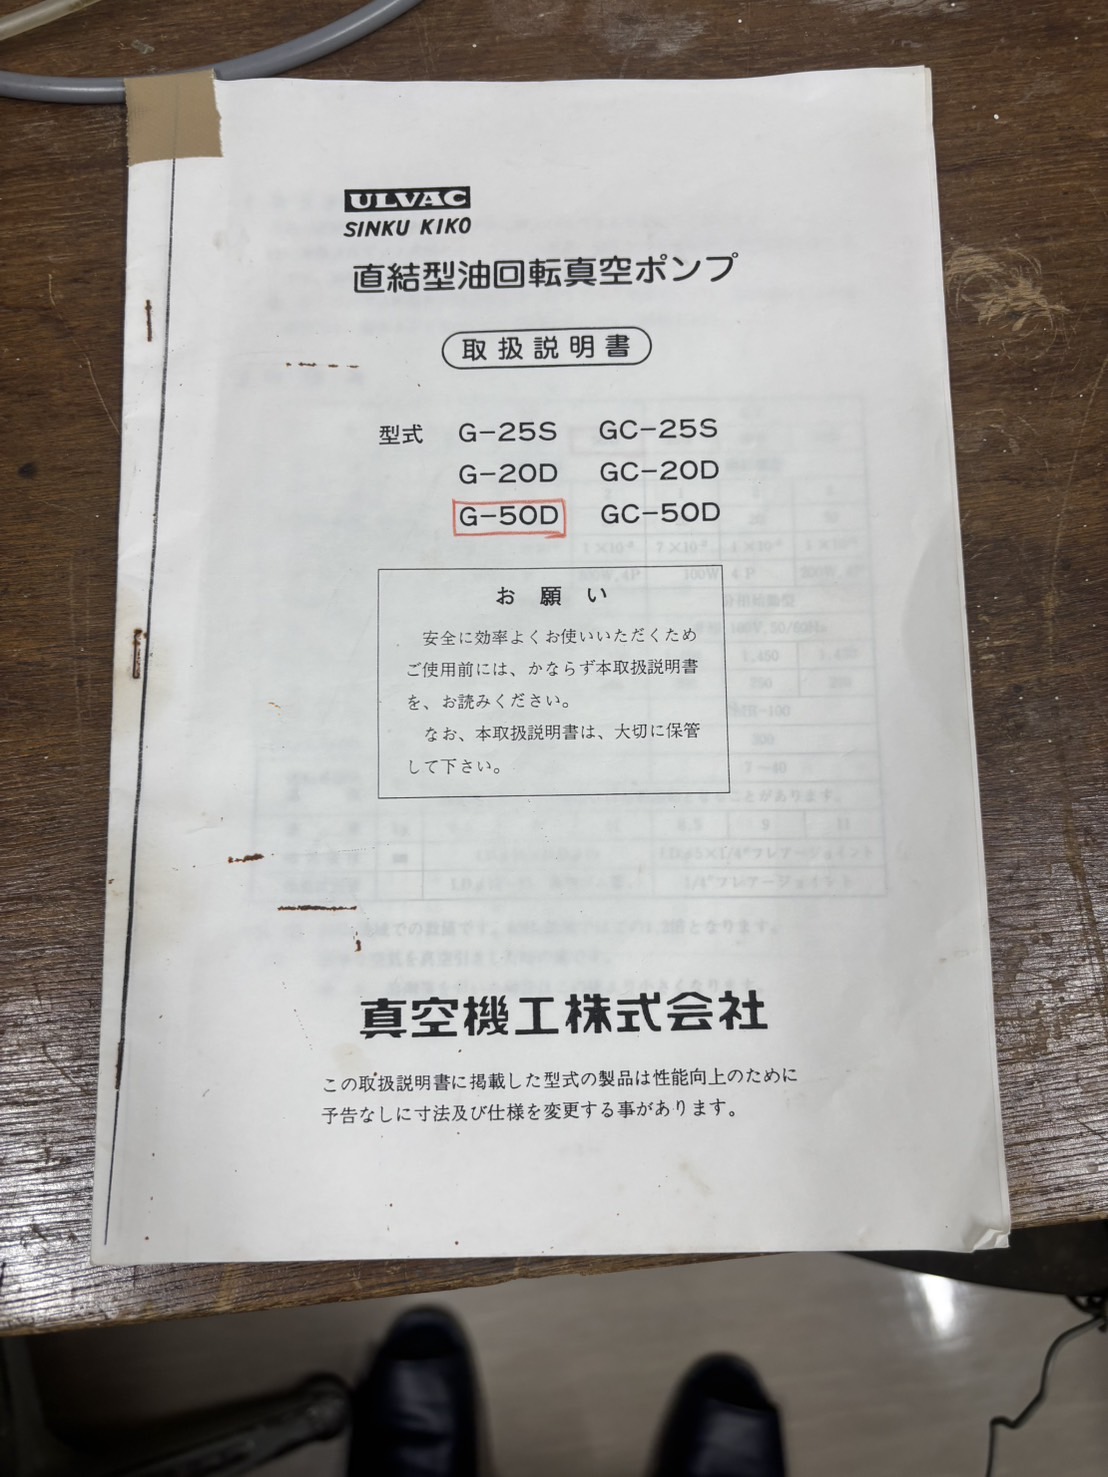 ULVAC
SINKU KIKO
直結型油回転真空ポンプ
取扱説明書
型式 G-25S GC-25S
G-20D GC-20D
G-50D GC-50D
お願い
安全に効率よくお使いいただくため
ご使用前には、かならず本取扱説明書
を、お読みください。
なお、本取扱説明書は、大切に保管
して下さい。
真空機工株式会社
この取扱説明書に掲載した型式の製品は性能向上のために
予告なしに寸法及び仕様を変更する事があります。